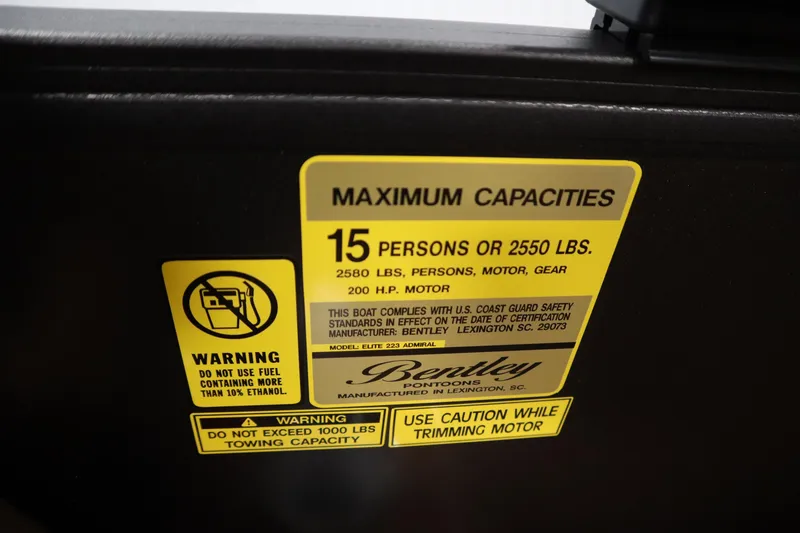 MAXIMUM CAPACITIES
15 PERSONS OR 2550 LBS.
2580 LBS, PERSONS, MOTOR, GEAR
200 H.P. MOTOR
THIS BOAT COMPLIES WITH U.S. COAST GUARD SAFETY
STANDARDS IN EFFECT ON THE DATE OF CERTIFICATION
MANUFACTURER: BENTLEY LEXINGTON SC. 29073
MODEL: ELITE 223 ADMIRAL
Bentley
PONTOONS
MANUFACTURED IN LEXINGTON, SC.
WARNING
DO NOT USE FUEL
CONTAINING MORE
THAN 10% ETHANOL.
WARNING
DO NOT EXCEED 1000 LBS
TOWING CAPACITY
USE CAUTION WHILE
TRIMMING MOTOR